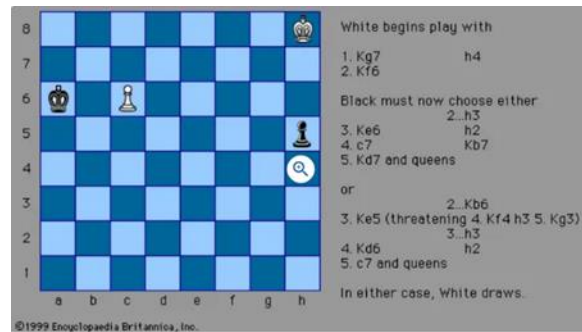 8
7
6
5
4
3
2
1
a b c d e f g h
©1999 Encyclopaedia Britannica, Inc.
White begins play with
1. Kg7 h4
2. Kf6
Black must now choose either
2...h3
3. Ke6 h2
4. c7 Kb7
5. Kd7 and queens
or
2...Kb6
3. Ke5 (threatening 4. Kf4 h3 5. Kg3)
3...h3
4. Kd6 h2
5. c7 and queens
In either case, White draws.